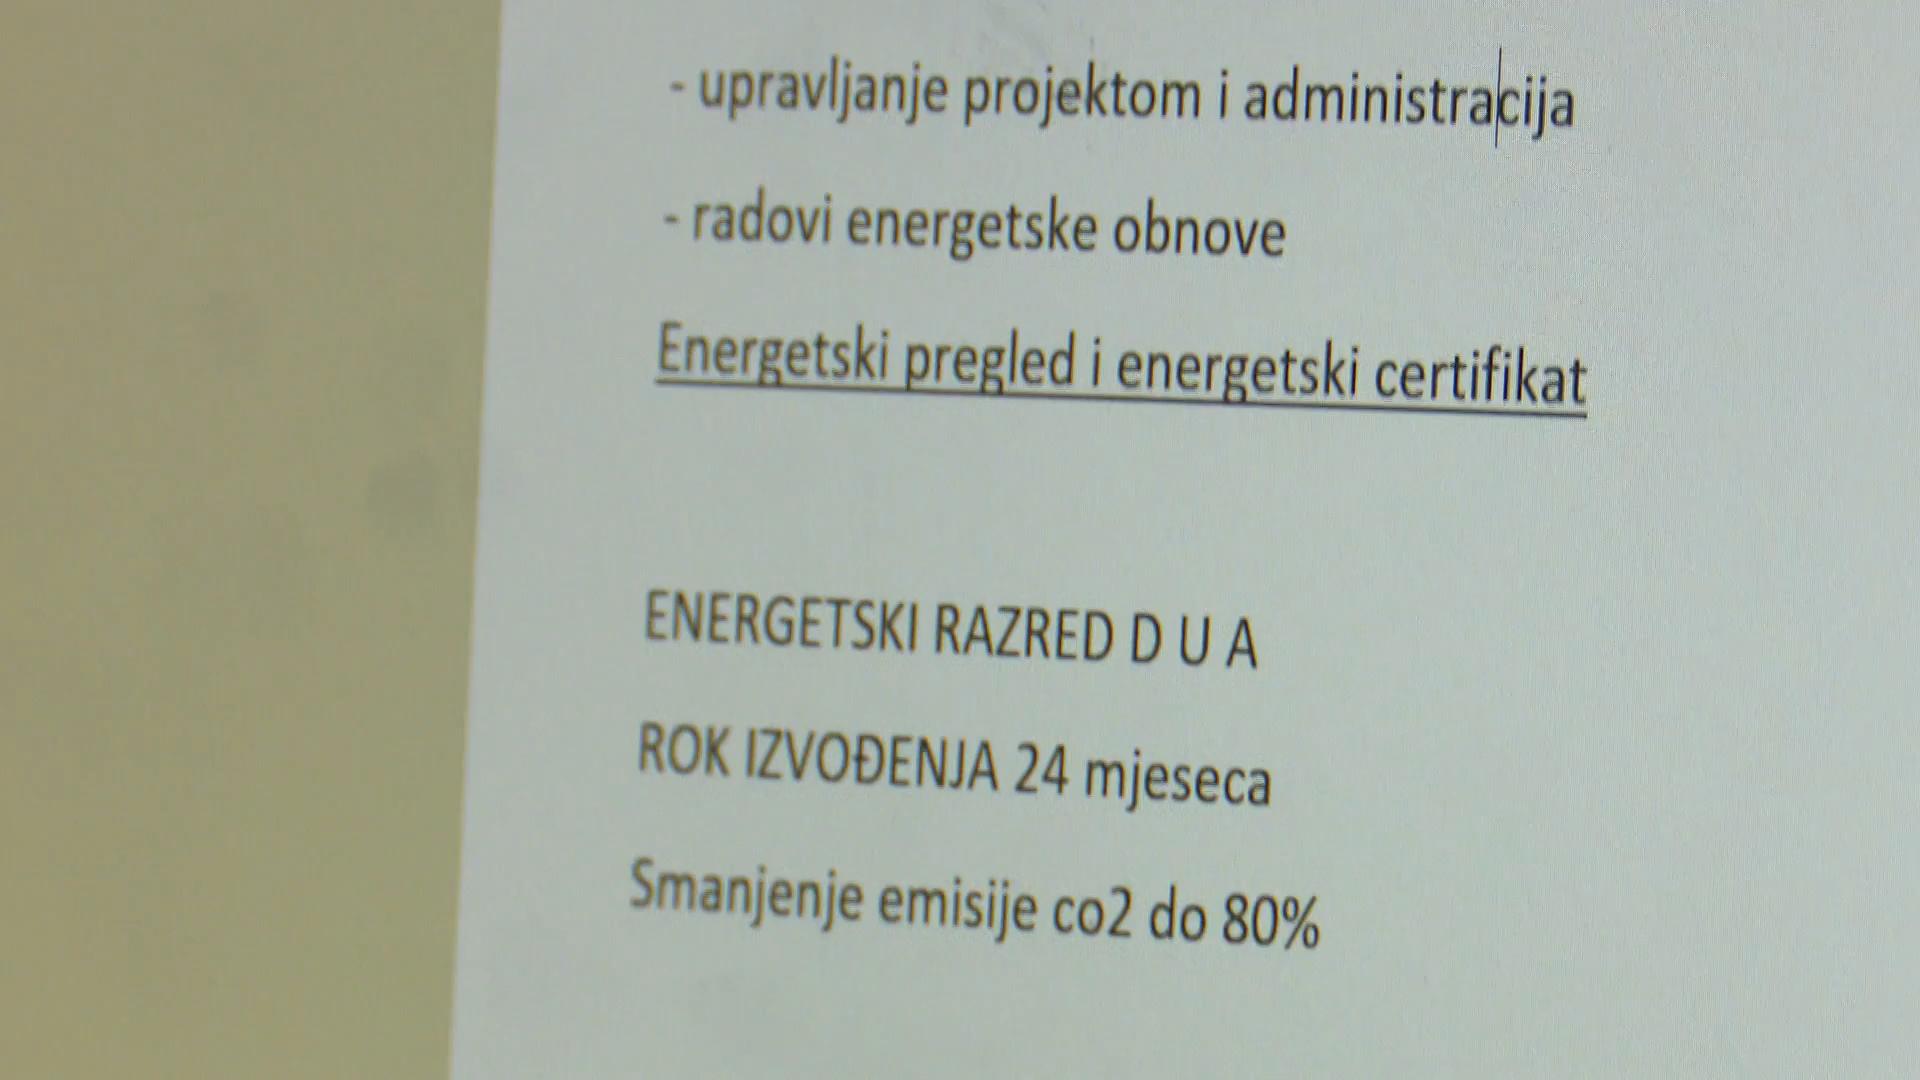 - upravljanje projektom i administracija
- radovi energetske obnove
Energetski pregled i energetski certifikat
ENERGETSKI RAZRED D U A
ROK IZVOĐENJA 24 mjeseca
Smanjenje emisije co2 do 80%